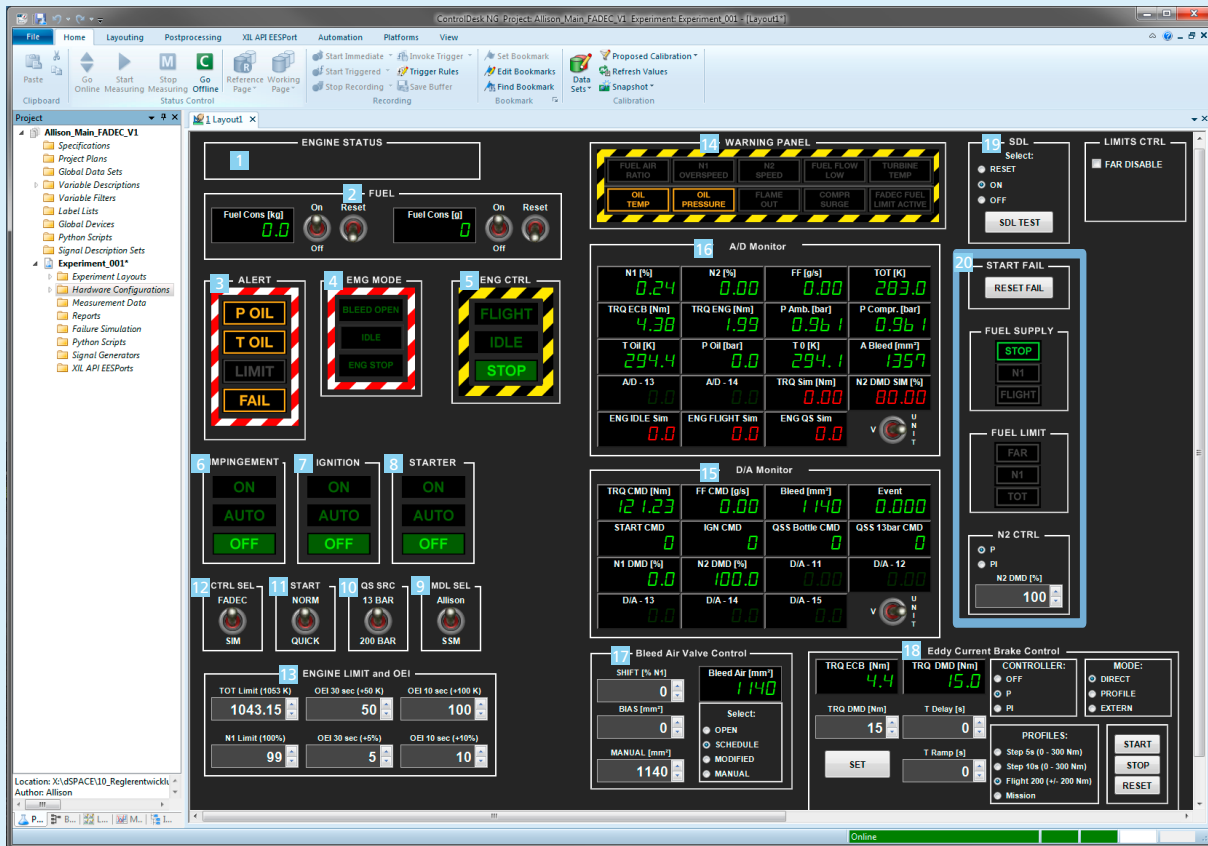 ControlDesk NG Project: Allison_Main_FADEC_V1 Experiment: Experiment_001 - [Layout1*]
File Home Layouting Postprocessing XIL API EESPort Automation Platforms View
Paste
Go Online
Start Measuring
Stop Measuring
Go Offline
Reference Page
Working Page
Start Immediate Invoke Trigger
Start Triggered Trigger Rules
Stop Recording Save Buffer
Set Bookmark
Edit Bookmarks
Find Bookmark
Data Sets
Proposed Calibration
Refresh Values
Snapshot
Clipboard Status Control Recording Bookmark Calibration
Project
1 Layout1
Allison_Main_FADEC_V1
Specifications
Project Plans
Global Data Sets
Variable Descriptions
Variable Filters
Label Lists
Global Devices
Python Scripts
Signal Description Sets
Experiment_001*
Experiment Layouts
Hardware Configurations
Measurement Data
Reports
Failure Simulation
Python Scripts
Signal Generators
XIL API EESPorts
Location: X:\dSPACE\10_Reglerentwicklu
Author: Allison
P... B... L... M... I...
ENGINE STATUS
1
2
FUEL
Fuel Cons [kg]
0.0
On Reset
Off
Fuel Cons [g]
0
On Reset
Off
3 ALERT
P OIL
T OIL
LIMIT
FAIL
4 EMG MODE
BLEED OPEN
IDLE
ENG STOP
5 ENG CTRL
FLIGHT
IDLE
STOP
6 MPINGEMENT
ON
AUTO
OFF
7 IGNITION
ON
AUTO
OFF
8 STARTER
ON
AUTO
OFF
12 CTRL SEL
FADEC
SIM
11 START
NORM
QUICK
10 QS SRC
13 BAR
200 BAR
9 MDL SEL
Allison
SSM
13 ENGINE LIMIT and OEI
TOT Limit (1053 K) OEI 30 sec (+50 K) OEI 10 sec (+100 K)
1043.15 50 100
N1 Limit (100%) OEI 30 sec (+5%) OEI 10 sec (+10%)
99 5 10
14 WARNING PANEL
FUEL AIR RATIO
N1 OVERSPEED
N2 SPEED
FUEL FLOW LOW
TURBINE TEMP
OIL TEMP
OIL PRESSURE
FLAME OUT
COMPR SURGE
FADEC FUEL LIMIT ACTIVE
16 A/D Monitor
N1 [%] N2 [%] FF [g/s] TOT [K]
0.24 0.00 0.00 283.0
TRQ ECB [Nm] TRQ ENG [Nm] P Amb. [bar] P Compr. [bar]
4.38 1.99 0.961 0.961
T Oil [K] P Oil [bar] T 0 [K] A Bleed [mm²]
294.4 0.0 294.1 1357
A/D - 13 A/D - 14 TRQ Sim [Nm] N2 DMD SIM [%]
0.0 0.0 0.00 80.00
ENG IDLE Sim ENG FLIGHT Sim ENG QS Sim
0.0 0.0 0.0
V UNIT
15 D/A Monitor
TRQ CMD [Nm] FF CMD [g/s] Bleed [mm²] Event
121.23 0.00 1140 0.000
START CMD IGN CMD QSS Bottle CMD QSS 13bar CMD
0 0 0 0
N1 DMD [%] N2 DMD [%] D/A - 11 D/A - 12
0.0 100.0 0.00 0.00
D/A - 13 D/A - 14 D/A - 15
0.0 0.0 0.0
V UNIT
17 Bleed Air Valve Control
SHIFT [% N1]
0
BIAS [mm²]
0
MANUAL [mm²]
1140
Bleed Air [mm²]
1140
Select:
OPEN
SCHEDULE
MODIFIED
MANUAL
18 Eddy Current Brake Control
TRQ ECB [Nm] TRQ DMD [Nm]
4.4 15.0
TRQ DMD [Nm] T Delay [s]
15 0
SET
T Ramp [s]
0
CONTROLLER:
OFF
P
PI
MODE:
DIRECT
PROFILE
EXTERN
PROFILES:
Step 5s (0 - 300 Nm)
Step 10s (0 - 300 Nm)
Flight 200 (+/- 200 Nm)
Mission
START
STOP
RESET
19 SDL
Select:
RESET
ON
OFF
SDL TEST
LIMITS CTRL
FAR DISABLE
20 START FAIL
RESET FAIL
FUEL SUPPLY
STOP
N1
FLIGHT
FUEL LIMIT
FAR
N1
TOT
N2 CTRL
P
PI
N2 DMD [%]
100
Online